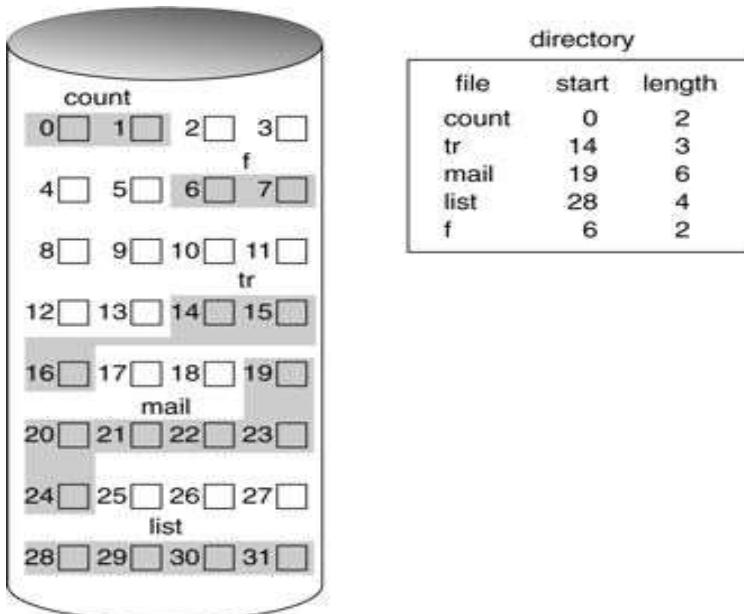 count
0 1 2 3
f
4 5 6 7
8 9 10 11
tr
12 13 14 15
16 17 18 19
mail
20 21 22 23
24 25 26 27
list
28 29 30 31
directory
file start length
count 0 2
tr 14 3
mail 19 6
list 28 4
f 6 2